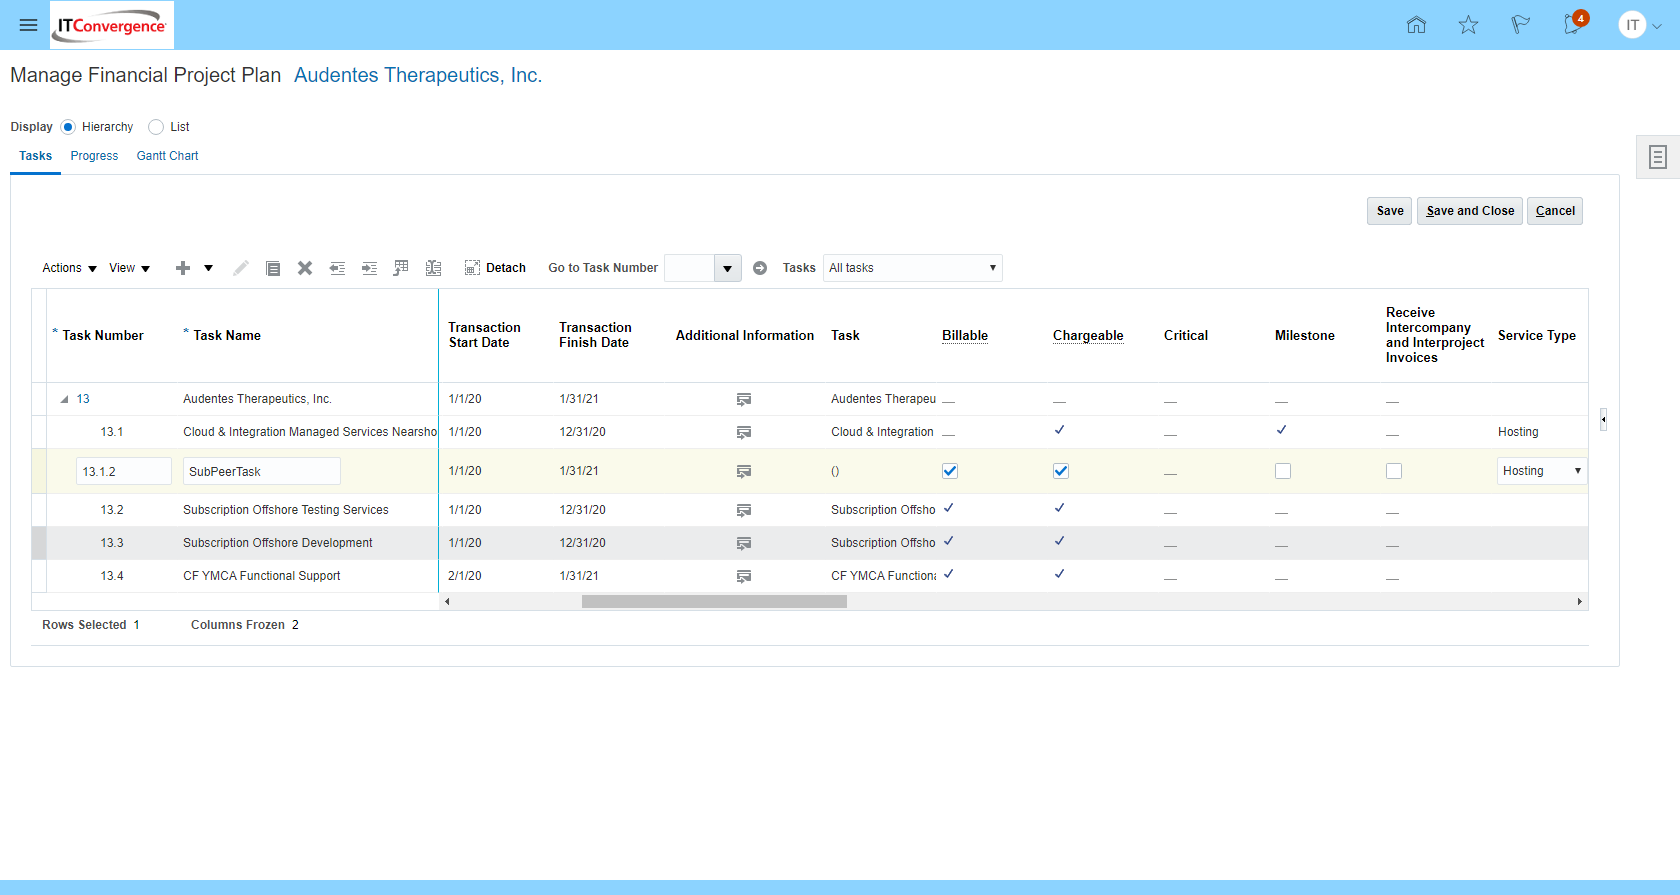 ITConvergence
4
IT
Manage Financial Project Plan Audentes Therapeutics, Inc.
Display Hierarchy List
Tasks Progress Gantt Chart
Save Save and Close Cancel
Actions View Detach Go to Task Number Tasks All tasks
* Task Number * Task Name Transaction Start Date Transaction Finish Date Additional Information Task Billable Chargeable Critical Milestone Receive Intercompany and Interproject Invoices Service Type
13 Audentes Therapeutics, Inc. 1/1/20 1/31/21 Audentes Therapeu
13.1 Cloud & Integration Managed Services Nearsho 1/1/20 12/31/20 Cloud & Integration Hosting
13.1.2 SubPeerTask 1/1/20 1/31/21 () Hosting
13.2 Subscription Offshore Testing Services 1/1/20 12/31/20 Subscription Offsho
13.3 Subscription Offshore Development 1/1/20 12/31/20 Subscription Offsho
13.4 CF YMCA Functional Support 2/1/20 1/31/21 CF YMCA Functiona
Rows Selected 1 Columns Frozen 2